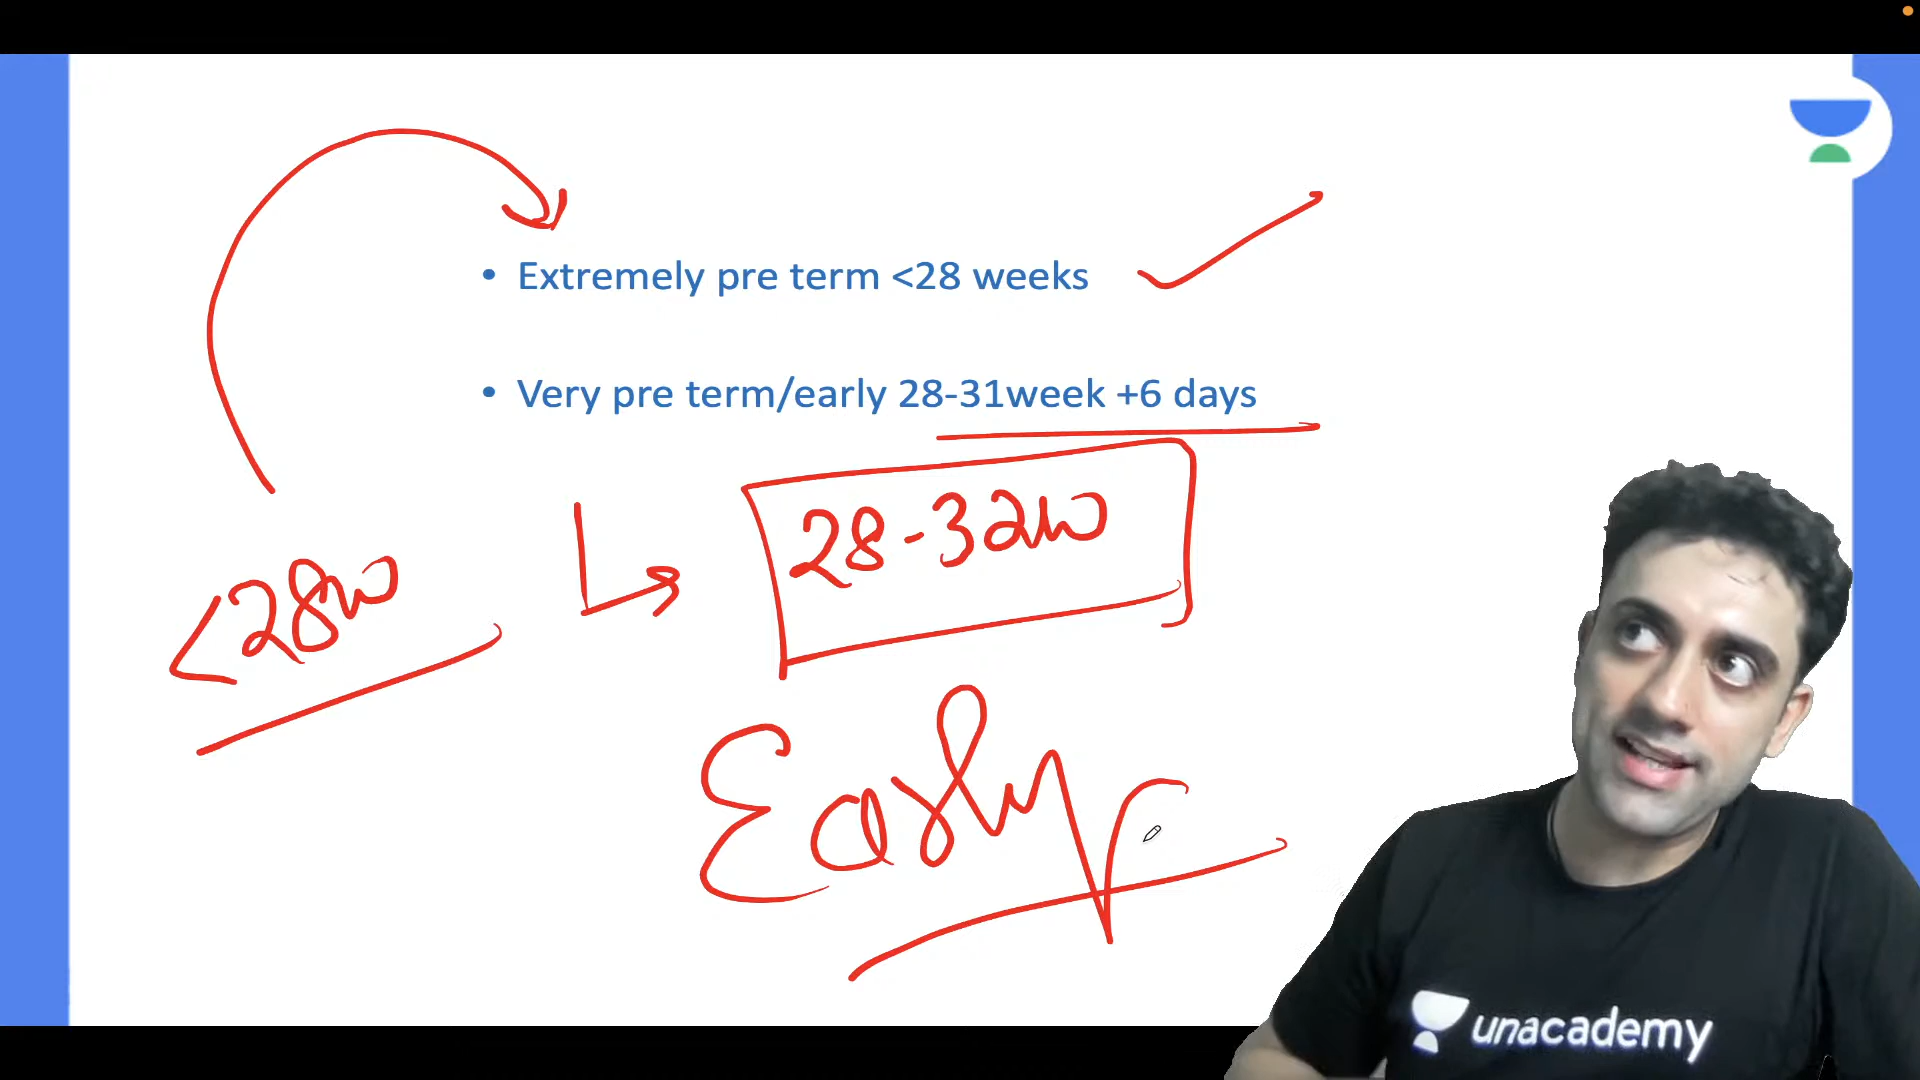 • Extremely pre term <28 weeks
• Very pre term/early 28-31week +6 days
28-32w
<28w
Early
unacademy